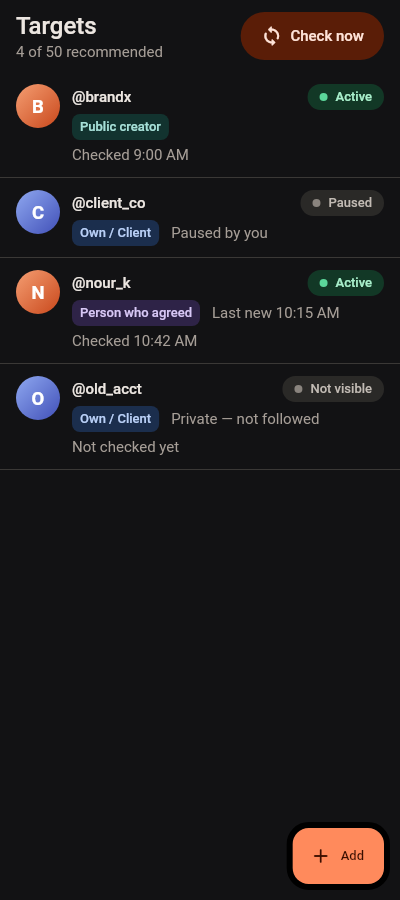 Targets
4 of 50 recommended
Check now
B
@brandx
Active
Public creator
Checked 9:00 AM
C
@client_co
Paused
Own / Client
Paused by you
N
@nour_k
Active
Person who agreed
Last new 10:15 AM
Checked 10:42 AM
O
@old_acct
Not visible
Own / Client
Private — not followed
Not checked yet
Add